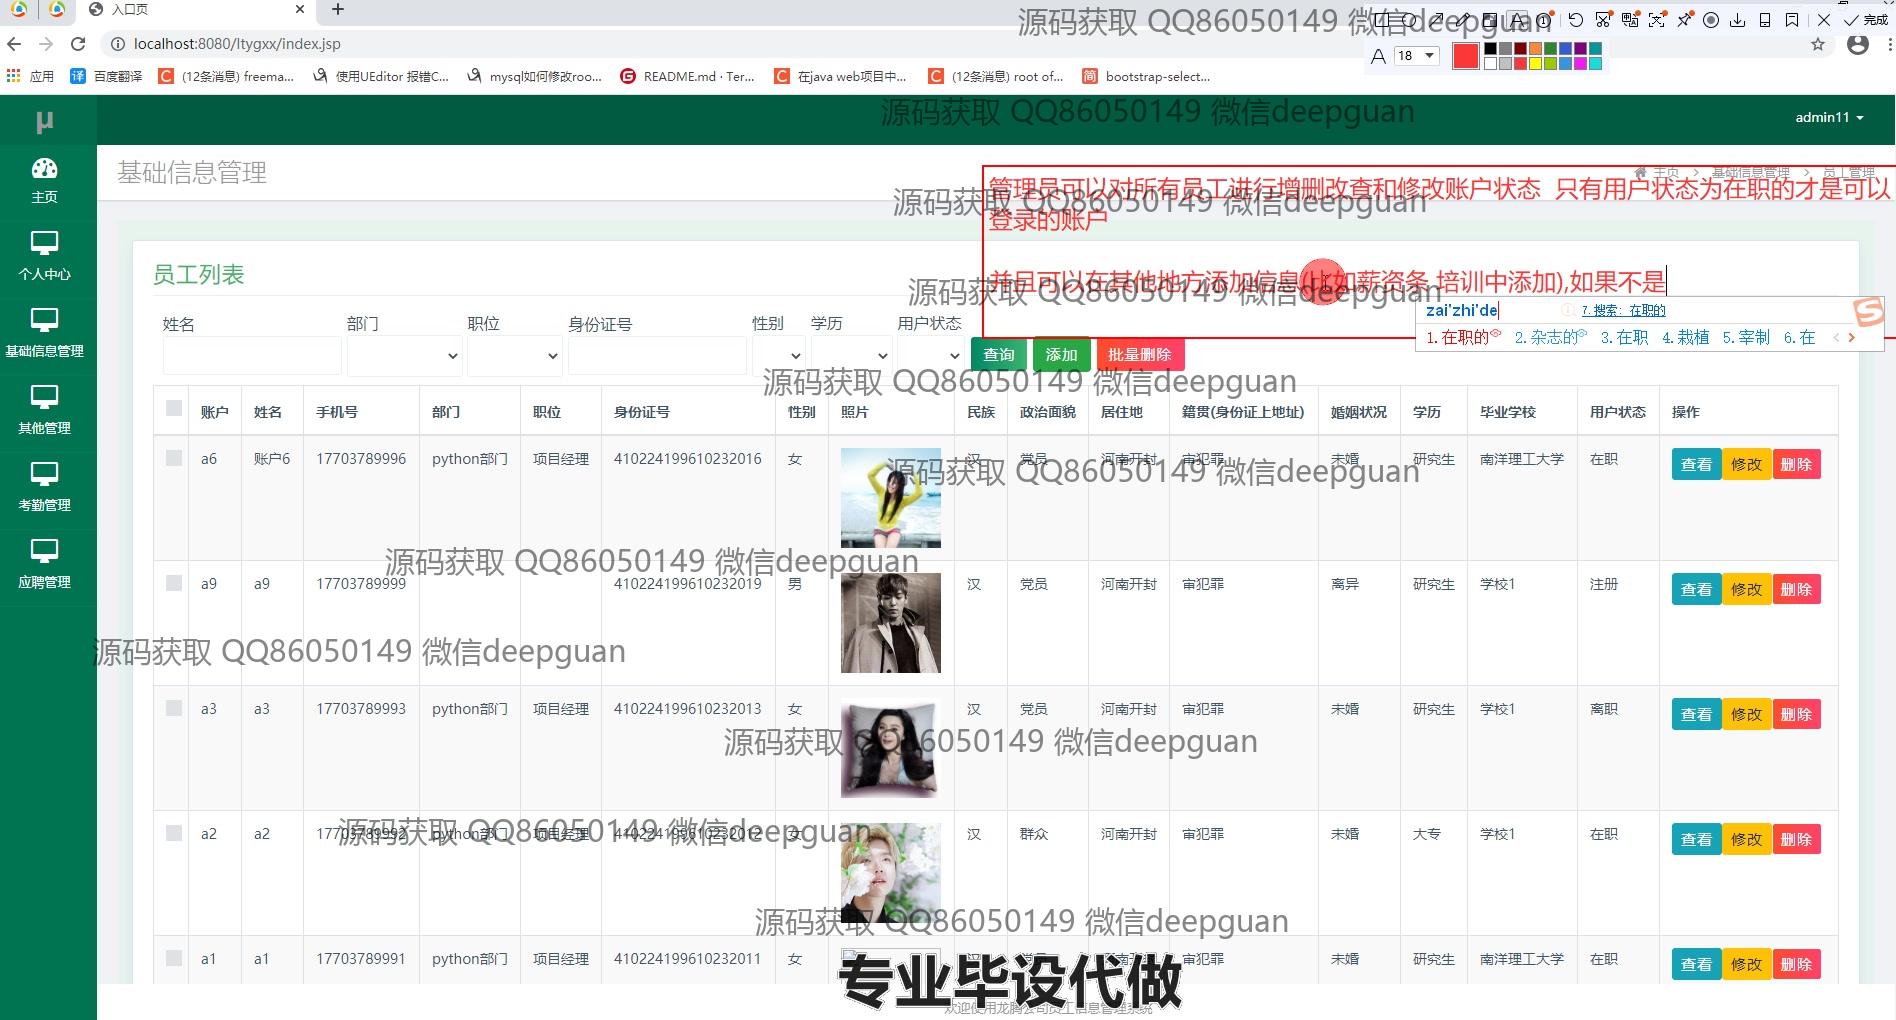 入口页
源码获取 QQ86050149 微信deepguan
完成
localhost:8080/ltygxx/index.jsp
A 18
应用 百度翻译 (12条消息) freema... 使用UEditor 报错C... mysql如何修改roo... README.md · Ter... 在java web项目中... (12条消息) root of... bootstrap-select...
源码获取 QQ86050149 微信deepguan
μ
admin11
主页
个人中心
基础信息管理
其他管理
考勤管理
应聘管理
基础信息管理
主页 > 基础信息管理 > 员工管理
管理员可以对所有员工进行增删改查和修改账户状态 只有用户状态为在职的才是可以
登录的账户
源码获取 QQ86050149 微信deepguan
并且可以在其他地方添加信息(比如薪资条,培训中添加),如果不是
源码获取 QQ86050149 微信deepguan
zai'zhi'de 7.搜索：在职的
1.在职的 2.杂志的 3.在职 4.栽植 5.宰制 6.在
员工列表
姓名 部门 职位 身份证号 性别 学历 用户状态
查询 添加 批量删除
源码获取 QQ86050149 微信deepguan
账户 姓名 手机号 部门 职位 身份证号 性别 照片 民族 政治面貌 居住地 籍贯(身份证上地址) 婚姻状况 学历 毕业学校 用户状态 操作
a6 账户6 17703789996 python部门 项目经理 410224199610232016 女 汉 党员 河南开封 审犯罪 未婚 研究生 南洋理工大学 在职 查看 修改 删除
源码获取 QQ86050149 微信deepguan
源码获取 QQ86050149 微信deepguan
a9 a9 17703789999 410224199610232019 男 汉 党员 河南开封 审犯罪 离异 研究生 学校1 注册 查看 修改 删除
源码获取 QQ86050149 微信deepguan
a3 a3 17703789993 python部门 项目经理 410224199610232013 女 汉 党员 河南开封 审犯罪 未婚 研究生 学校1 离职 查看 修改 删除
源码获取 QQ86050149 微信deepguan
a2 a2 17703789992 python部门 项目经理 410224199610232012 女 汉 群众 河南开封 审犯罪 未婚 大专 学校1 在职 查看 修改 删除
源码获取 QQ86050149 微信deepguan
源码获取 QQ86050149 微信deepguan
a1 a1 17703789991 python部门 项目经理 410224199610232011 女 汉 党员 河南开封 审犯罪 未婚 研究生 南洋理工大学 在职 查看 修改 删除
专业毕设代做
欢迎使用龙腾公司员工信息管理系统